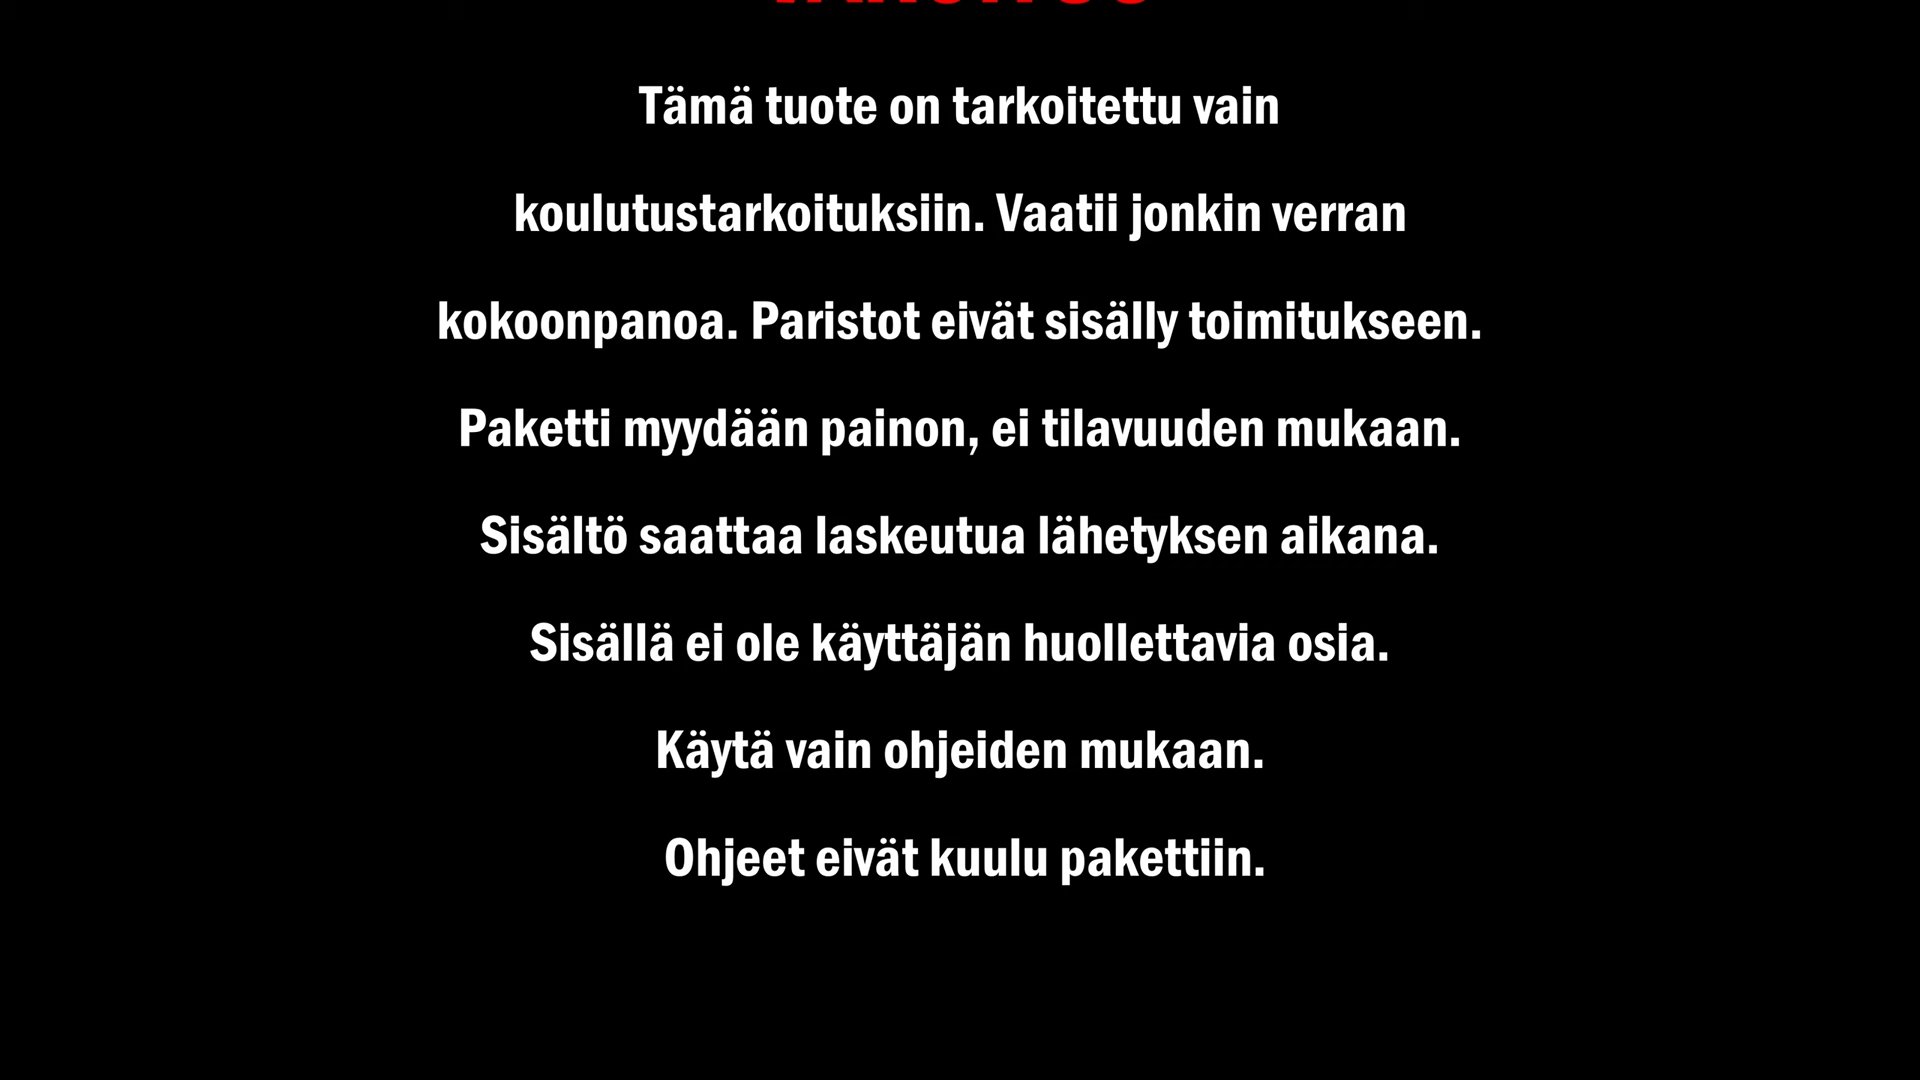 Tämä tuote on tarkoitettu vain
koulutustarkoituksiin. Vaatii jonkin verran
kokoonpanoa. Paristot eivät sisälly toimitukseen.
Paketti myydään painon, ei tilavuuden mukaan.
Sisältö saattaa laskeutua lähetyksen aikana.
Sisällä ei ole käyttäjän huollettavia osia.
Käytä vain ohjeiden mukaan.
Ohjeet eivät kuulu pakettiin.